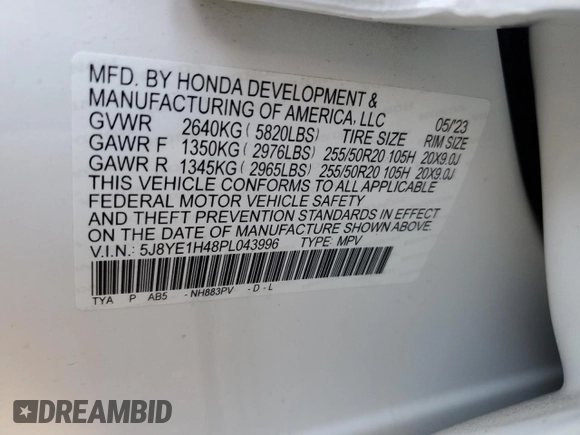 MFD. BY HONDA DEVELOPMENT &
MANUFACTURING OF AMERICA, LLC 05/'23
GVWR 2640KG (5820LBS) TIRE SIZE RIM SIZE
GAWR F 1350KG (2976LBS) 255/50R20 105H 20X9.0J
GAWR R 1345KG (2965LBS) 255/50R20 105H 20X9.0J
THIS VEHICLE CONFORMS TO ALL APPLICABLE
FEDERAL MOTOR VEHICLE SAFETY
AND THEFT PREVENTION STANDARDS IN EFFECT
ON THE DATE OF MANUFACTURE SHOWN ABOVE.
V.I.N.: 5J8YE1H48PL043996 TYPE: MPV
TYA P AB5 - NH883PV - D - L
DREAMBID